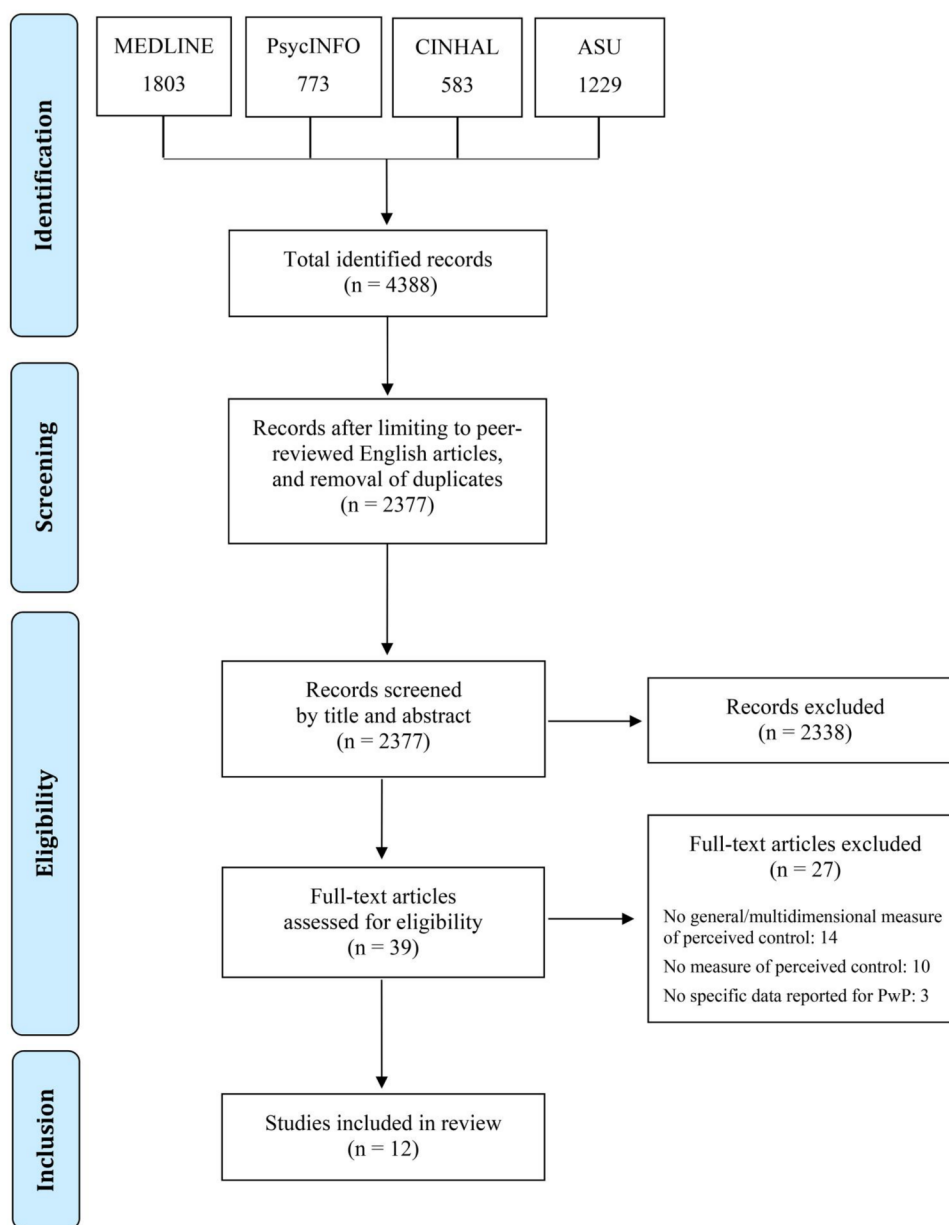 Identification
MEDLINE
1803
PsycINFO
773
CINHAL
583
ASU
1229
Total identified records
(n = 4388)
Screening
Records after limiting to peer-
reviewed English articles,
and removal of duplicates
(n = 2377)
Eligibility
Records screened
by title and abstract
(n = 2377)
Records excluded
(n = 2338)
Full-text articles
assessed for eligibility
(n = 39)
Full-text articles excluded
(n = 27)
No general/multidimensional measure
of perceived control: 14
No measure of perceived control: 10
No specific data reported for PwP: 3
Inclusion
Studies included in review
(n = 12)